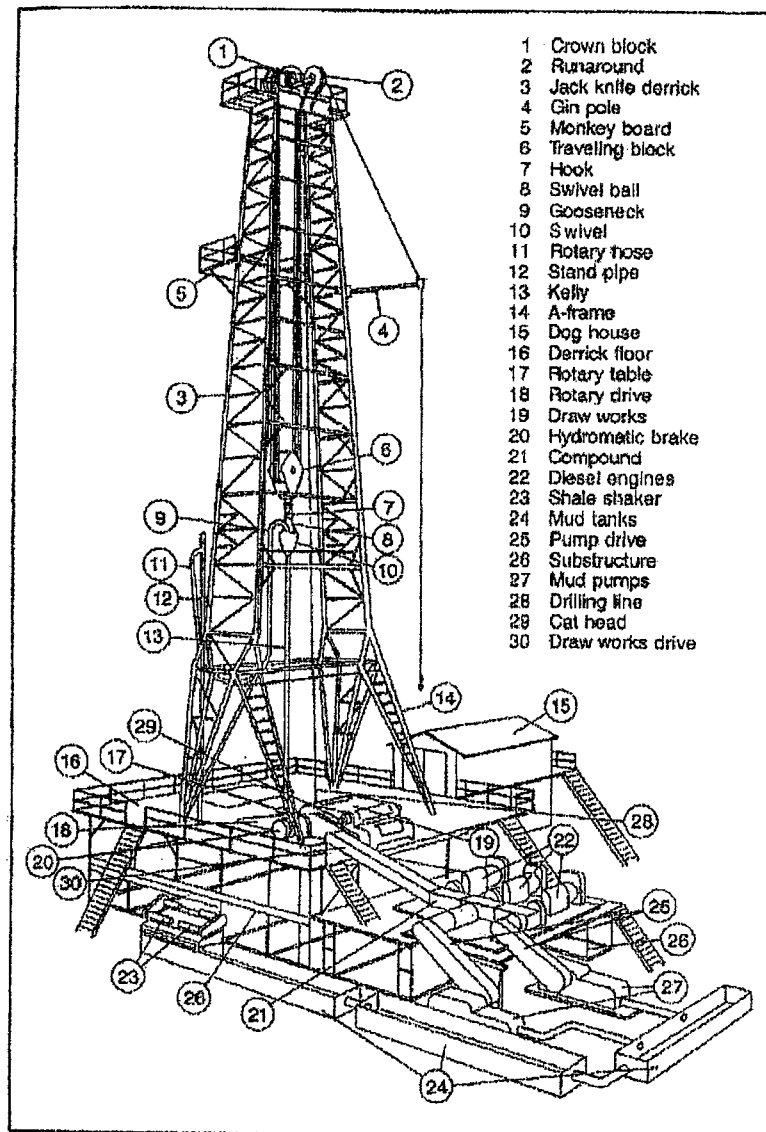 1 Crown block
2 Runaround
3 Jack knife derrick
4 Gin pole
5 Monkey board
6 Traveling block
7 Hook
8 Swivel ball
9 Gooseneck
10 Swivel
11 Rotary hose
12 Stand pipe
13 Kelly
14 A-frame
15 Dog house
16 Derrick floor
17 Rotary table
18 Rotary drive
19 Draw works
20 Hydromatic brake
21 Compound
22 Diesel engines
23 Shale shaker
24 Mud tanks
25 Pump drive
26 Substructure
27 Mud pumps
28 Drilling line
29 Cat head
30 Draw works drive
1
2
5
4
3
6
7
9
8
11
10
12
13
14
15
29
17
16
28
18
19
22
20
30
25
26
23
26
21
27
24